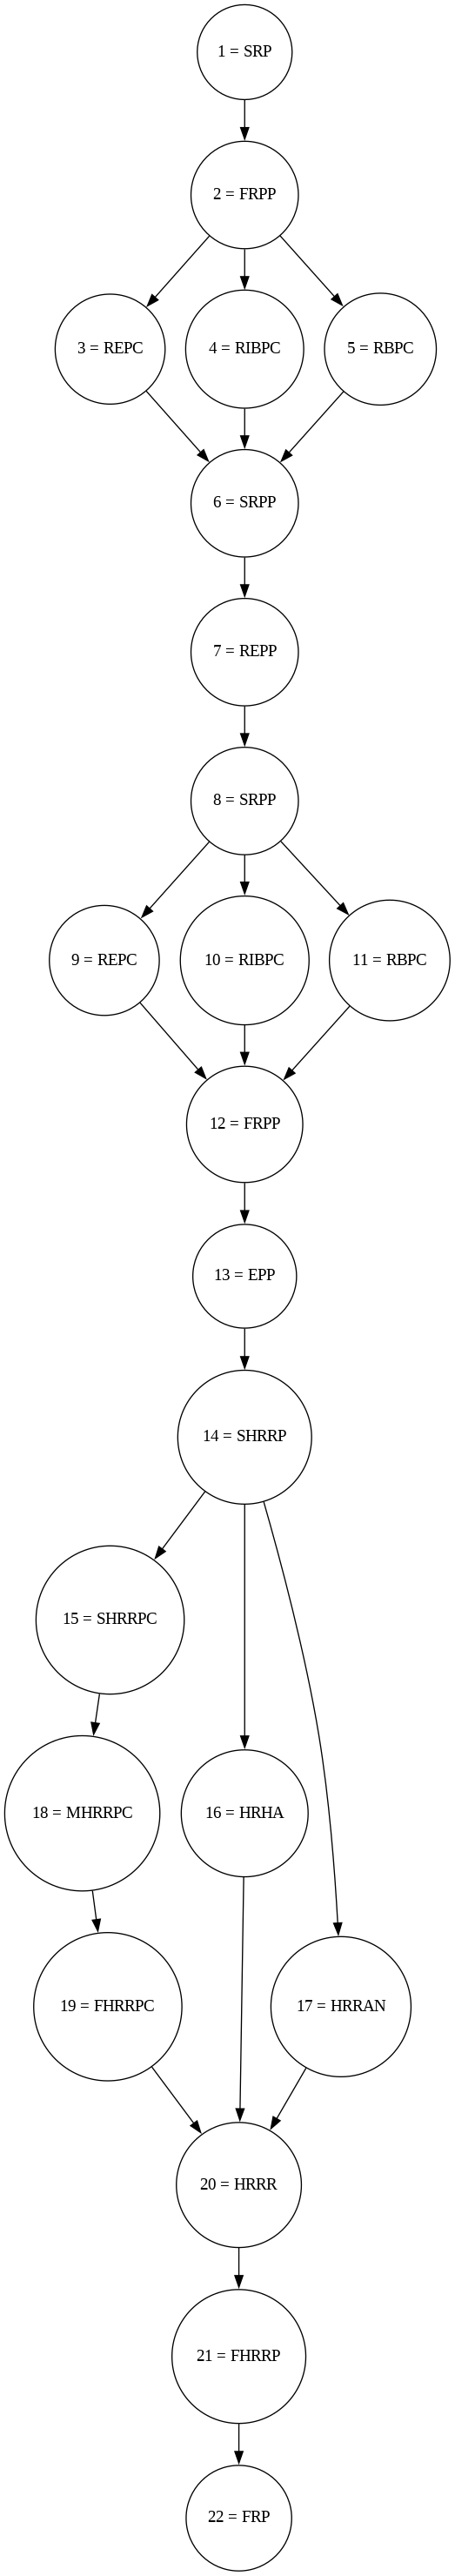 1 = SRP
2 = FRPP
3 = REPC
4 = RIBPC
5 = RBPC
6 = SRPP
7 = REPP
8 = SRPP
9 = REPC
10 = RIBPC
11 = RBPC
12 = FRPP
13 = EPP
14 = SHRRP
15 = SHRRPC
18 = MHRRPC
16 = HRHA
19 = FHRRPC
17 = HRRAN
20 = HRRR
21 = FHRRP
22 = FRP